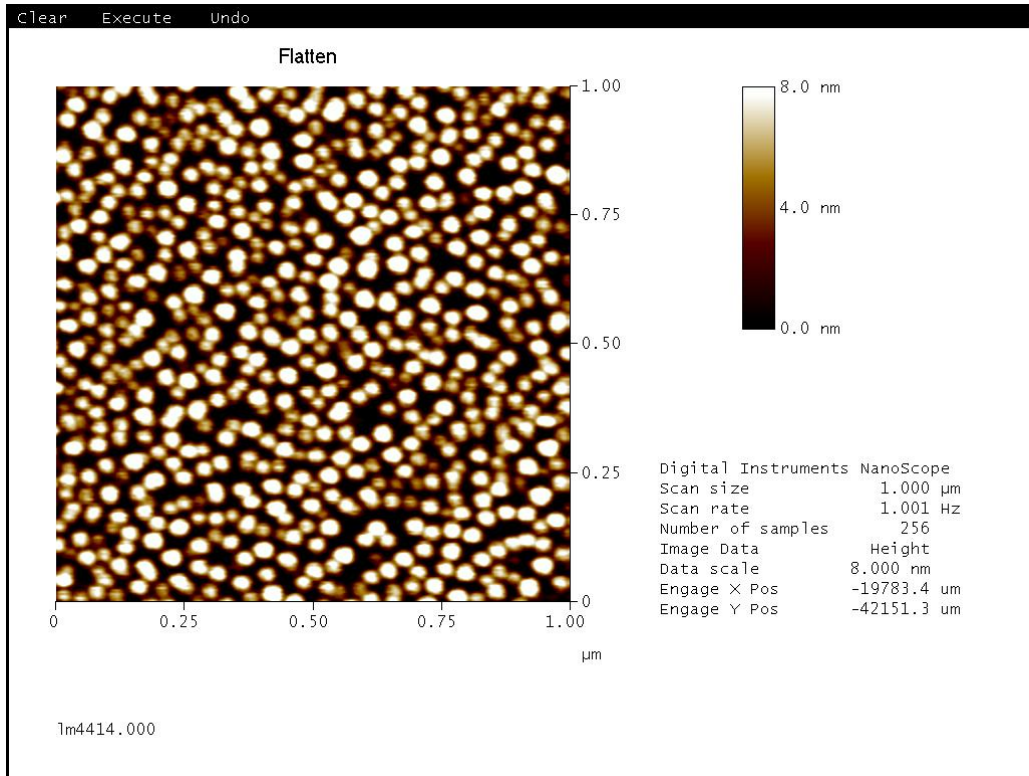 Clear Execute Undo
Flatten
1.00
0.75
0.50
0.25
0
0 0.25 0.50 0.75 1.00
µm
8.0 nm
4.0 nm
0.0 nm
Digital Instruments NanoScope
Scan size 1.000 µm
Scan rate 1.001 Hz
Number of samples 256
Image Data Height
Data scale 8.000 nm
Engage X Pos -19783.4 um
Engage Y Pos -42151.3 um
lm4414.000